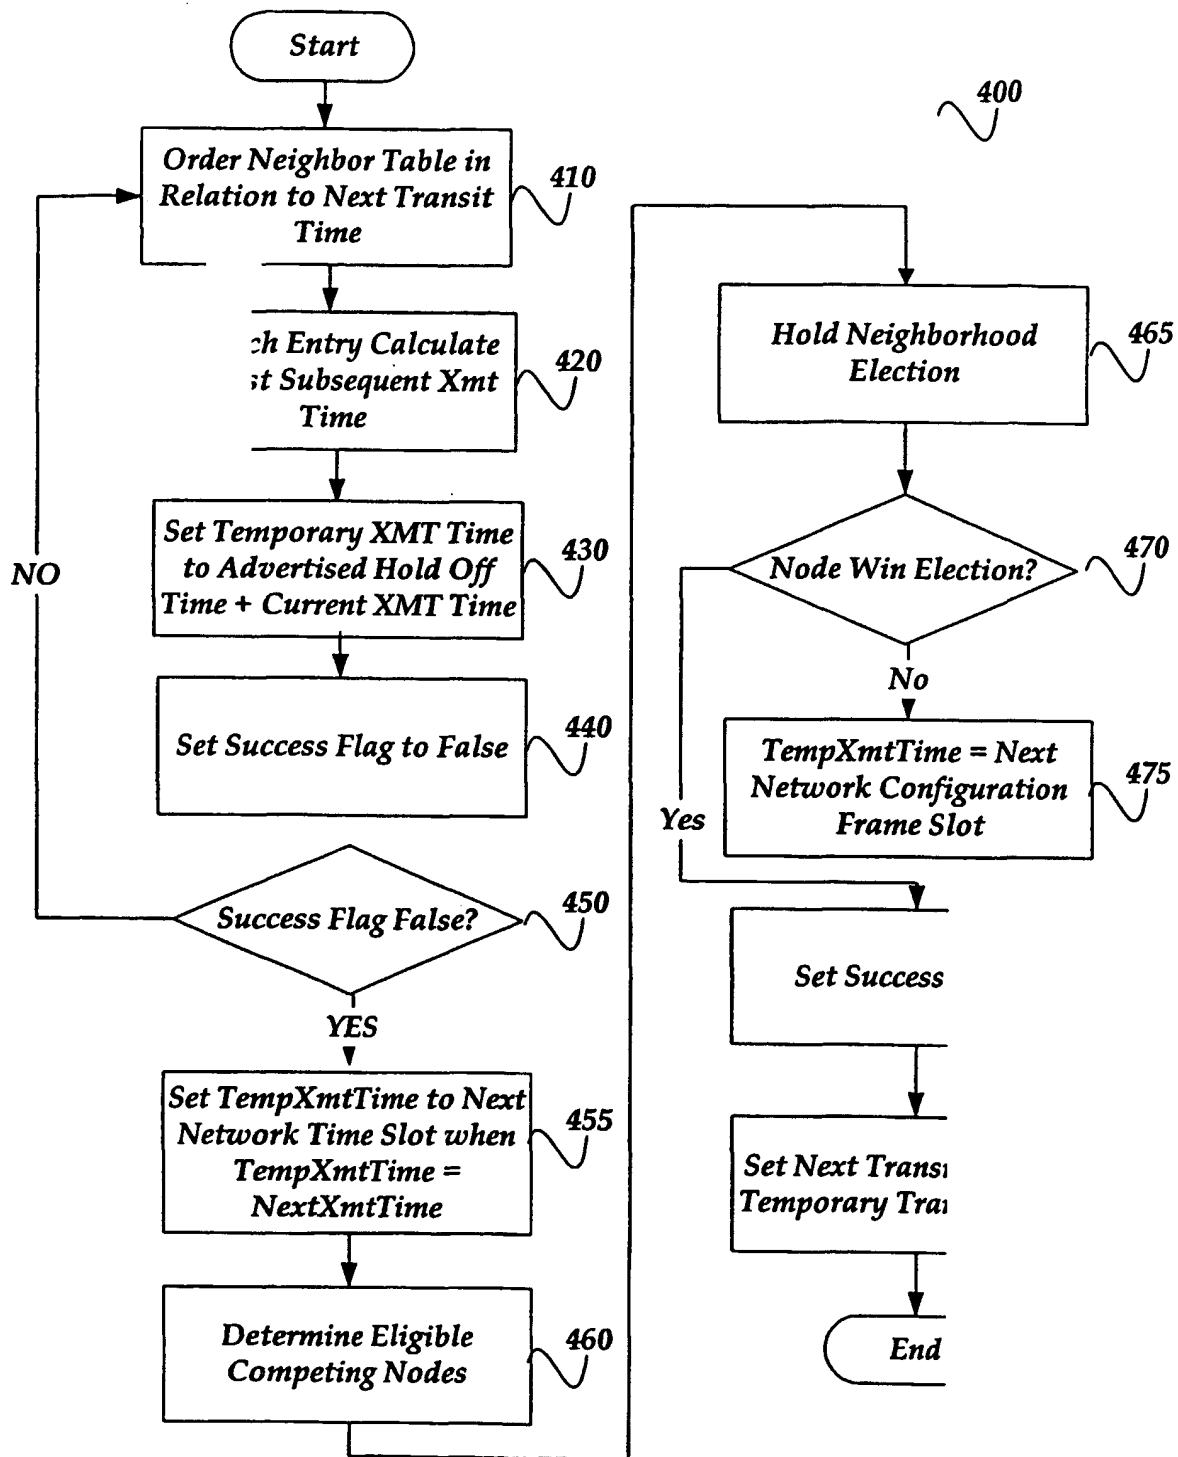 Start
400
Order Neighbor Table in
Relation to Next Transit
Time
410
Entry Calculate
Subsequent Xmt
Time
420
Set Temporary XMT Time
to Advertised Hold Off
Time + Current XMT Time
430
Set Success Flag to False
440
NO
Success Flag False?
450
YES
Set TempXmtTime to Next
Network Time Slot when
TempXmtTime =
NextXmtTime
455
Determine Eligible
Competing Nodes
460
Hold Neighborhood
Election
465
Node Win Election?
470
No
Yes
TempXmtTime = Next
Network Configuration
Frame Slot
475
Set Success
Set Next
Temporary
End